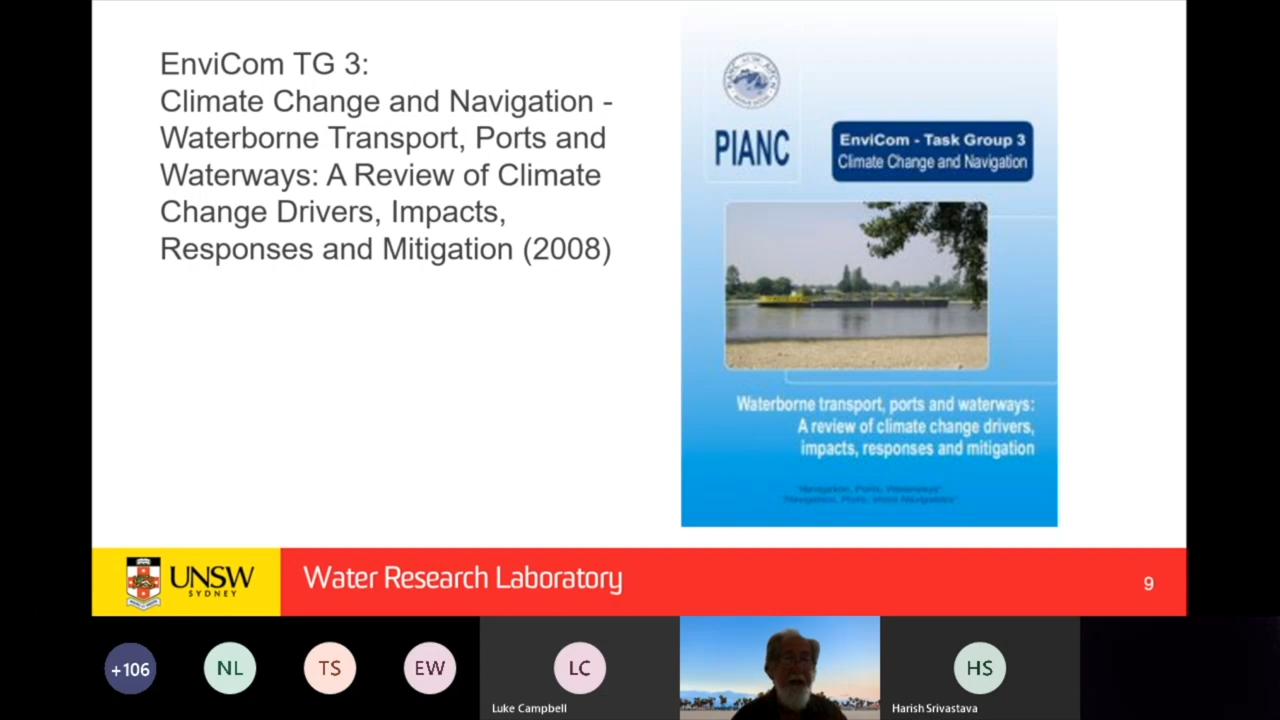 EnviCom TG 3:
Climate Change and Navigation -
Waterborne Transport, Ports and
Waterways: A Review of Climate
Change Drivers, Impacts,
Responses and Mitigation (2008)
PIANC
EnviCom - Task Group 3
Climate Change and Navigation
Waterborne transport, ports and waterways:
A review of climate change drivers,
impacts, responses and mitigation
UNSW
SYDNEY
Water Research Laboratory
9
+106
NL
TS
EW
LC
HS
Luke Campbell
Harish Srivastava